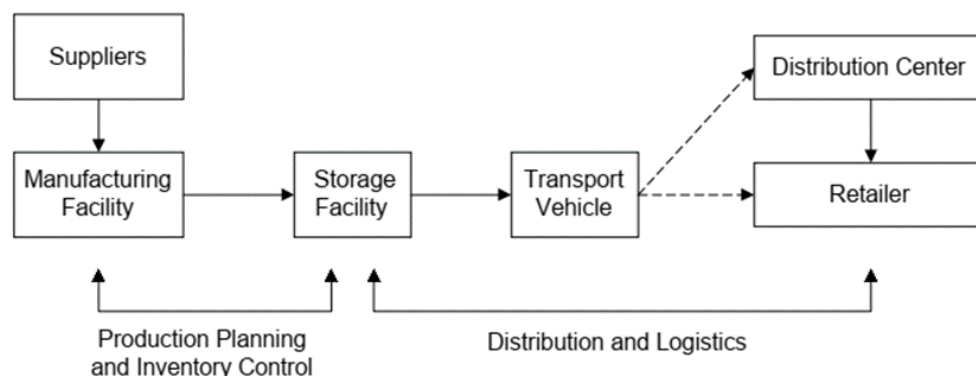 Suppliers
Distribution Center
Manufacturing
Facility
Storage
Facility
Transport
Vehicle
Retailer
Production Planning
and Inventory Control
Distribution and Logistics